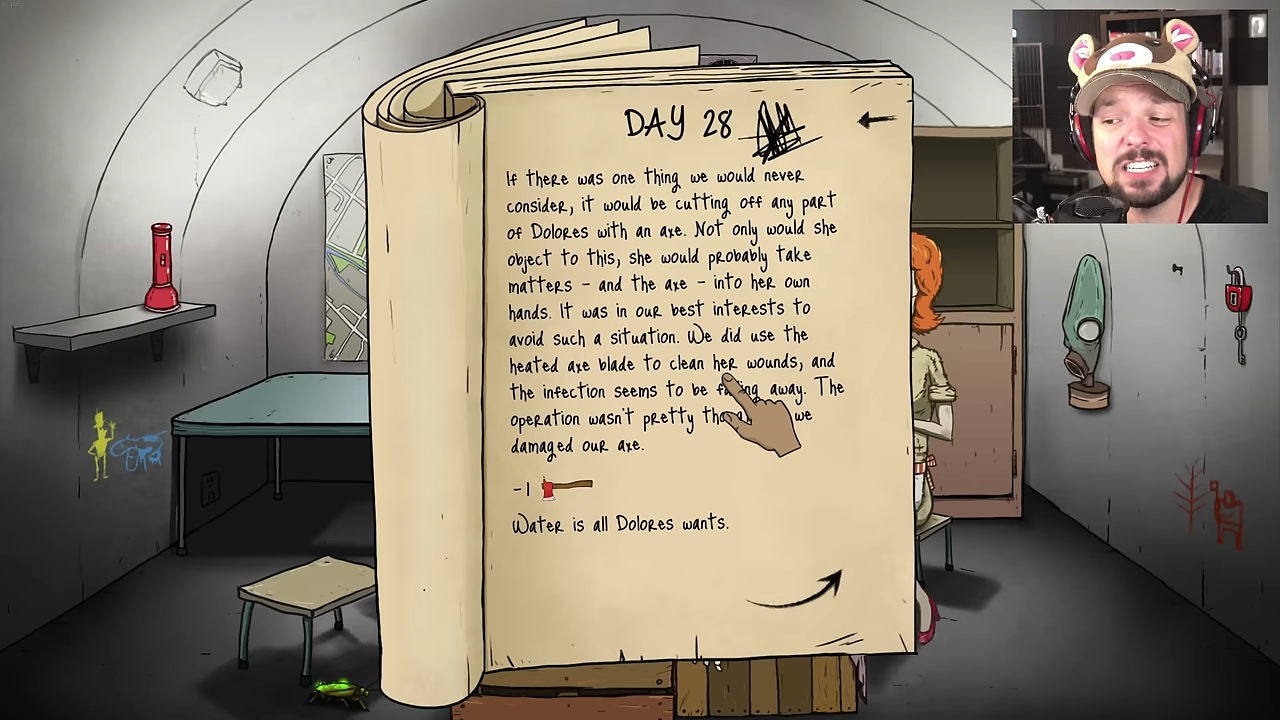 DAY 28
If there was one thing we would never
consider, it would be cutting off any part
of Dolores with an axe. Not only would she
object to this, she would probably take
matters - and the axe - into her own
hands. It was in our best interests to
avoid such a situation. We did use the
heated axe blade to clean her wounds, and
the infection seems to be away. The
operation wasn't pretty we
damaged our axe.
-1
Water is all Dolores wants.